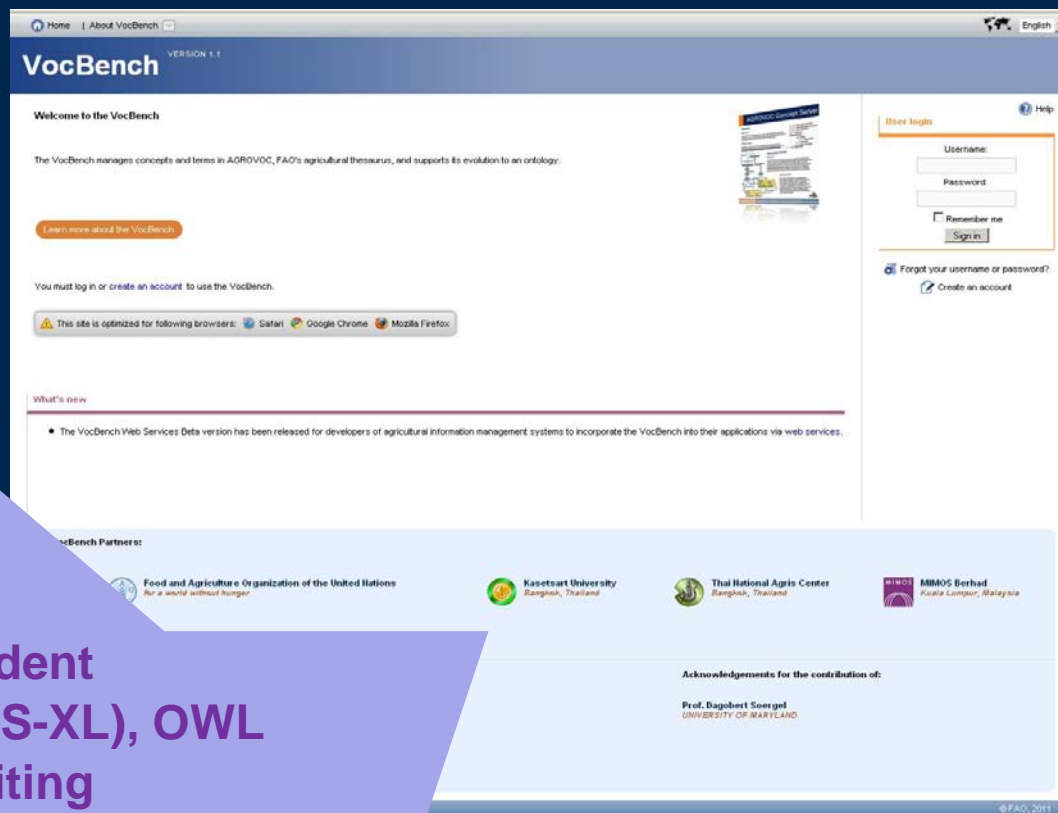 Home | About VocBench
English
VocBench VERSION 1.1
Welcome to the VocBench
AGROVOC Concept Server
Help
User login
The VocBench manages concepts and terms in AGROVOC, FAO's agricultural thesaurus, and supports its evolution to an ontology.
Username:
Password:
Remember me
Sign in
Learn more about the VocBench
Forgot your username or password?
Create an account
You must log in or create an account to use the VocBench.
This site is optimized for following browsers: Safari Google Chrome Mozilla Firefox
What's new
The VocBench Web Services Beta version has been released for developers of agricultural information management systems to incorporate the VocBench into their applications via web services.
Partners:
Food and Agriculture Organization of the United Nations
for a world without hunger
Kasetsart University
Bangkok, Thailand
Thai National Agris Center
Bangkok, Thailand
MIMOS
MIMOS Berhad
Kuala Lumpur, Malaysia
Acknowledgements for the contribution of:
Prof. Dagobert Soergel
UNIVERSITY OF MARYLAND
dent
S-XL), OWL
iting
© FAO, 2011